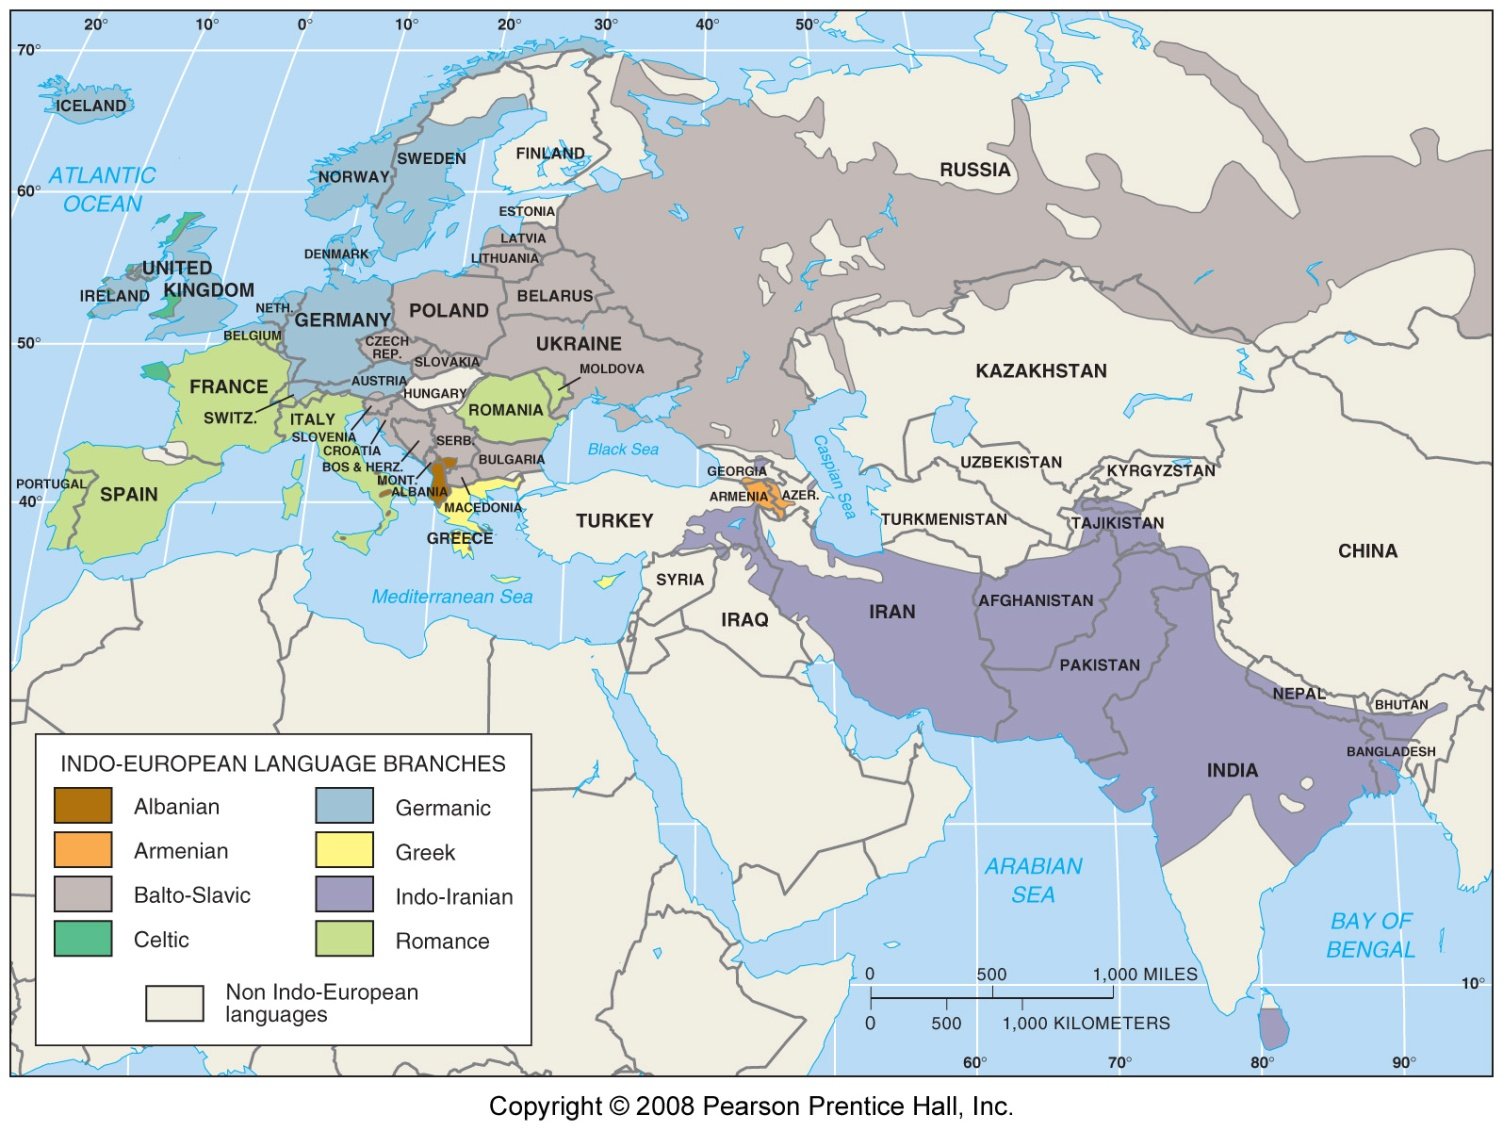 20°
10°
0°
10°
20°
30°
40°
50°
70°
ICELAND
ATLANTIC
OCEAN
SWEDEN
FINLAND
NORWAY
RUSSIA
60°
ESTONIA
LATVIA
DENMARK
LITHUANIA
UNITED
KINGDOM
IRELAND
NETH.
POLAND
BELARUS
GERMANY
BELGIUM
50°
CZECH
REP.
UKRAINE
SLOVAKIA
MOLDOVA
KAZAKHSTAN
FRANCE
AUSTRIA
HUNGARY
SWITZ.
ITALY
ROMANIA
SLOVENIA
CROATIA
SERB.
BOS & HERZ.
BULGARIA
Black Sea
Caspian Sea
MONT.
ALBANIA
MACEDONIA
GEORGIA
ARMENIA
AZER.
UZBEKISTAN
KYRGYZSTAN
PORTUGAL
SPAIN
40°
TURKEY
TURKMENISTAN
TAJIKISTAN
GREECE
CHINA
Mediterranean Sea
SYRIA
IRAQ
IRAN
AFGHANISTAN
PAKISTAN
NEPAL
BHUTAN
BANGLADESH
INDIA
ARABIAN
SEA
BAY OF
BENGAL
INDO-EUROPEAN LANGUAGE BRANCHES
Albanian
Germanic
Armenian
Greek
Balto-Slavic
Indo-Iranian
Celtic
Romance
Non Indo-European
languages
0 500 1,000 MILES
0 500 1,000 KILOMETERS
10°
60°
70°
80°
90°
Copyright © 2008 Pearson Prentice Hall, Inc.